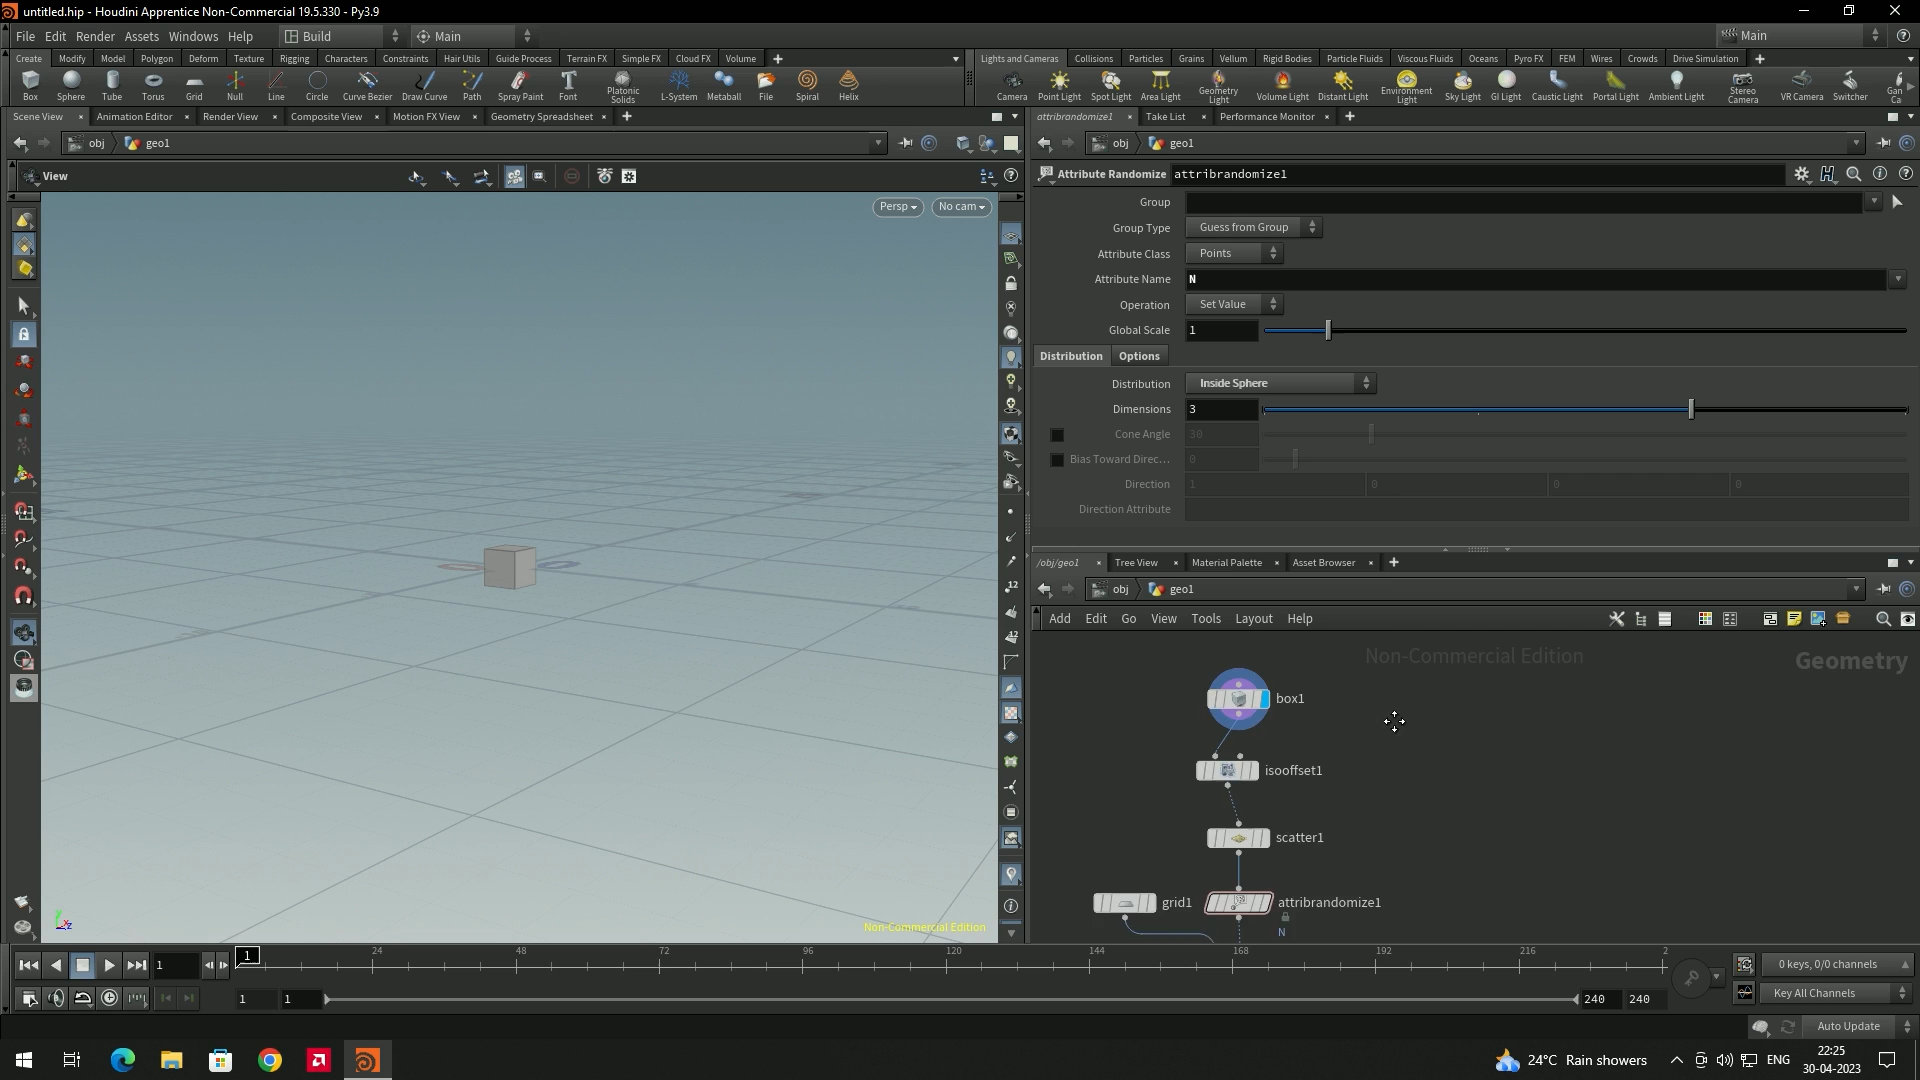 untitled.hip - Houdini Apprentice Non-Commercial 19.5.330 - Py3.9
File Edit Render Assets Windows Help Build Main Main
Create Modify Model Polygon Deform Texture Rigging Characters Constraints Hair Utils Guide Process Terrain FX Simple FX Cloud FX Volume
Lights and Cameras Collisions Particles Grains Vellum Rigid Bodies Particle Fluids Viscous Fluids Oceans Pyro FX FEM Wires Crowds Drive Simulation
Box Sphere Tube Torus Grid Null Line Circle Curve Bezier Draw Curve Path Spray Paint Font Platonic Solids L-System Metaball File Spiral Helix
Camera Point Light Spot Light Area Light Geometry Light Volume Light Distant Light Environment Light Sky Light GI Light Caustic Light Portal Light Ambient Light Stereo Camera VR Camera Switcher Gan Ca
Scene View Animation Editor Render View Composite View Motion FX View Geometry Spreadsheet
attribrandomize1 Take List Performance Monitor
obj geo1
obj geo1
View
Attribute Randomize attribrandomize1
Persp No cam
Group
Group Type Guess from Group
Attribute Class Points
Attribute Name N
Operation Set Value
Global Scale 1
Distribution Options
Distribution Inside Sphere
Dimensions 3
Cone Angle 30
Bias Toward Direc... 0
Direction 1 0 0 0
Direction Attribute
12
12
/obj/geo1 Tree View Material Palette Asset Browser
obj geo1
Add Edit Go View Tools Layout Help
Non-Commercial Edition
Geometry
box1
isooffset1
scatter1
grid1 attribrandomize1
N
Non-Commercial Edition
1 1 24 48 72 96 120 144 168 192 216 2
0 keys, 0/0 channels
1 1 240 240
Key All Channels
Auto Update
24°C Rain showers ENG
22:25
30-04-2023